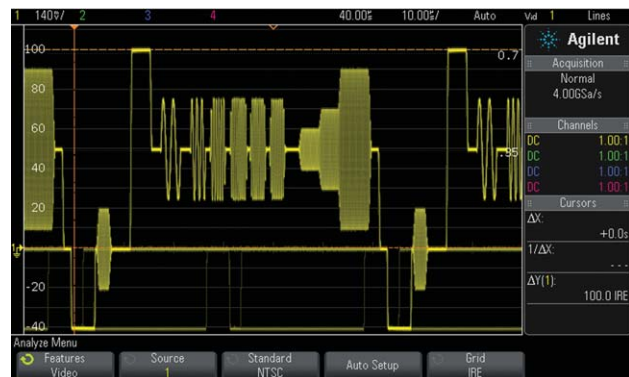 1 140▽/ 2 3 4 40.00s 10.00s/ Auto Vid 1 Lines
Agilent
Acquisition
Normal
4.00GSa/s
Channels
DC 1.00:1
DC 1.00:1
DC 1.00:1
DC 1.00:1
Cursors
ΔX:
+0.0s
1/ΔX:
---
ΔY(1):
100.0 IRE
100
0.7
80
60
.35
40
20
-20
-40
Analyze Menu
Features
Video
Source
1
Standard
NTSC
Auto Setup
Grid
IRE